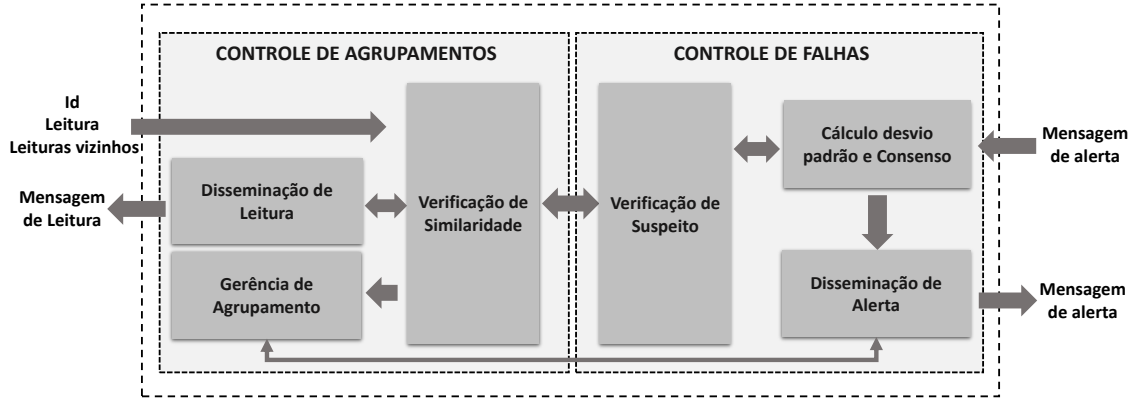 CONTROLE DE AGRUPAMENTOS
CONTROLE DE FALHAS
Id
Leitura
Leituras vizinhos
Mensagem
de Leitura
Disseminação de
Leitura
Gerência de
Agrupamento
Verificação de
Similaridade
Verificação de
Suspeito
Cálculo desvio
padrão e Consenso
Disseminação de
Alerta
Mensagem
de alerta
Mensagem
de alerta